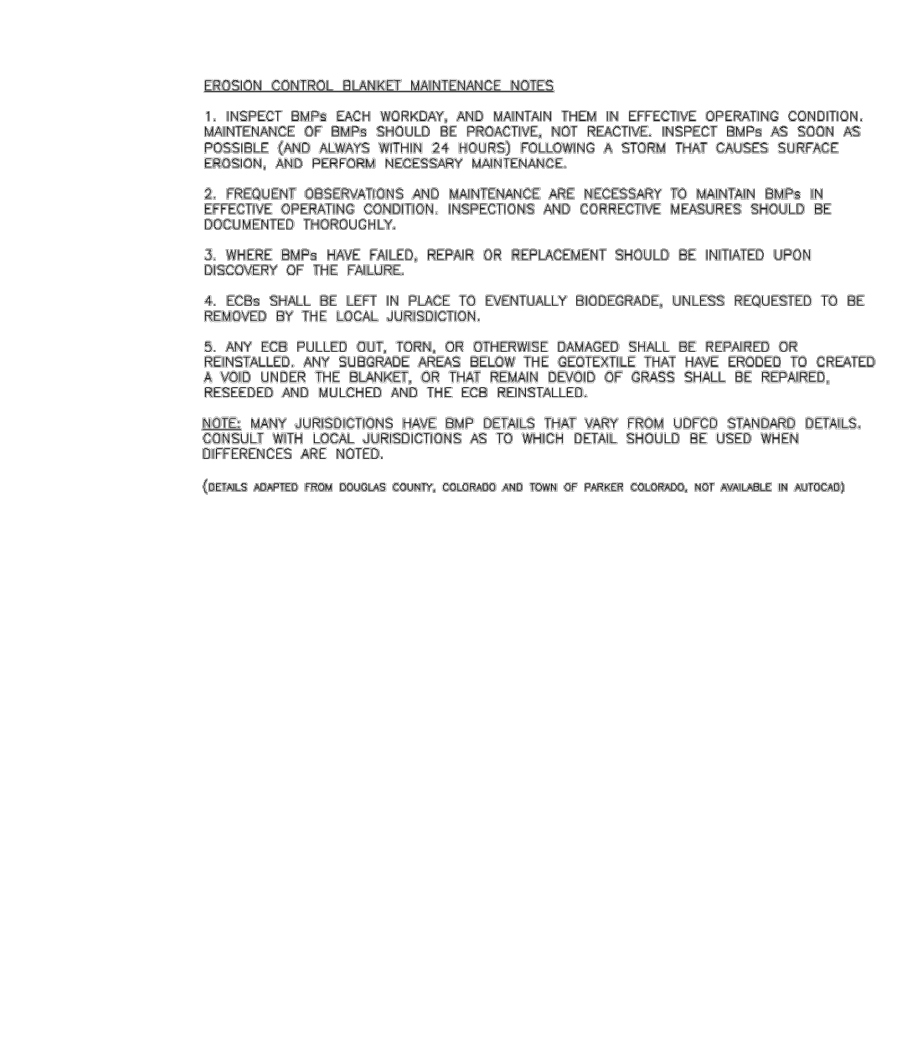 EROSION CONTROL BLANKET MAINTENANCE NOTES
1. INSPECT BMPs EACH WORKDAY, AND MAINTAIN THEM IN EFFECTIVE OPERATING CONDITION.
MAINTENANCE OF BMPs SHOULD BE PROACTIVE, NOT REACTIVE. INSPECT BMPs AS SOON AS
POSSIBLE (AND ALWAYS WITHIN 24 HOURS) FOLLOWING A STORM THAT CAUSES SURFACE
EROSION, AND PERFORM NECESSARY MAINTENANCE.
2. FREQUENT OBSERVATIONS AND MAINTENANCE ARE NECESSARY TO MAINTAIN BMPs IN
EFFECTIVE OPERATING CONDITION. INSPECTIONS AND CORRECTIVE MEASURES SHOULD BE
DOCUMENTED THOROUGHLY.
3. WHERE BMPs HAVE FAILED, REPAIR OR REPLACEMENT SHOULD BE INITIATED UPON
DISCOVERY OF THE FAILURE.
4. ECBs SHALL BE LEFT IN PLACE TO EVENTUALLY BIODEGRADE, UNLESS REQUESTED TO BE
REMOVED BY THE LOCAL JURISDICTION.
5. ANY ECB PULLED OUT, TORN, OR OTHERWISE DAMAGED SHALL BE REPAIRED OR
REINSTALLED. ANY SUBGRADE AREAS BELOW THE GEOTEXTILE THAT HAVE ERODED TO CREATED
A VOID UNDER THE BLANKET, OR THAT REMAIN DEVOID OF GRASS SHALL BE REPAIRED,
RESEEDED AND MULCHED AND THE ECB REINSTALLED.
NOTE: MANY JURISDICTIONS HAVE BMP DETAILS THAT VARY FROM UDFCD STANDARD DETAILS.
CONSULT WITH LOCAL JURISDICTIONS AS TO WHICH DETAIL SHOULD BE USED WHEN
DIFFERENCES ARE NOTED.
(DETAILS ADAPTED FROM DOUGLAS COUNTY, COLORADO AND TOWN OF PARKER COLORADO, NOT AVAILABLE IN AUTOCAD)